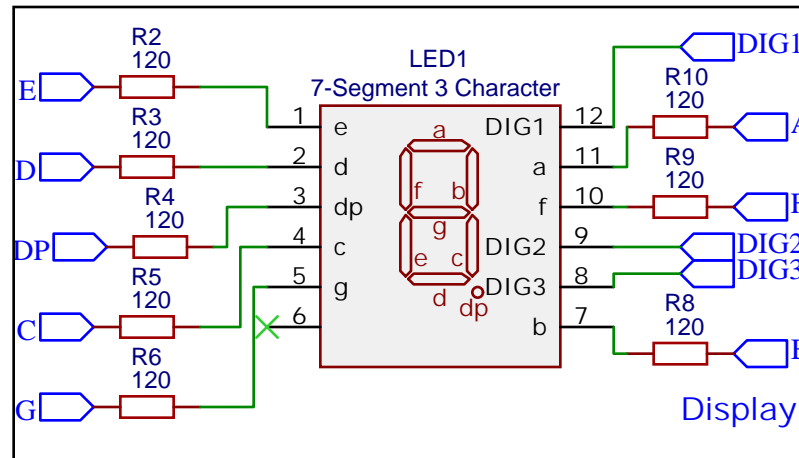 LED1
7-Segment 3 Character
R2
120
E
R3
120
D
R4
120
DP
R5
120
C
R6
120
G
1 e
2 d
3 dp
4 c
5 g
6
a
f b
g
e c
d
dp
12 DIG1
11 a
10 f
9 DIG2
8 DIG3
7 b
DIG1
R10
120
A
R9
120
DIG2
DIG3
R8
120
Display